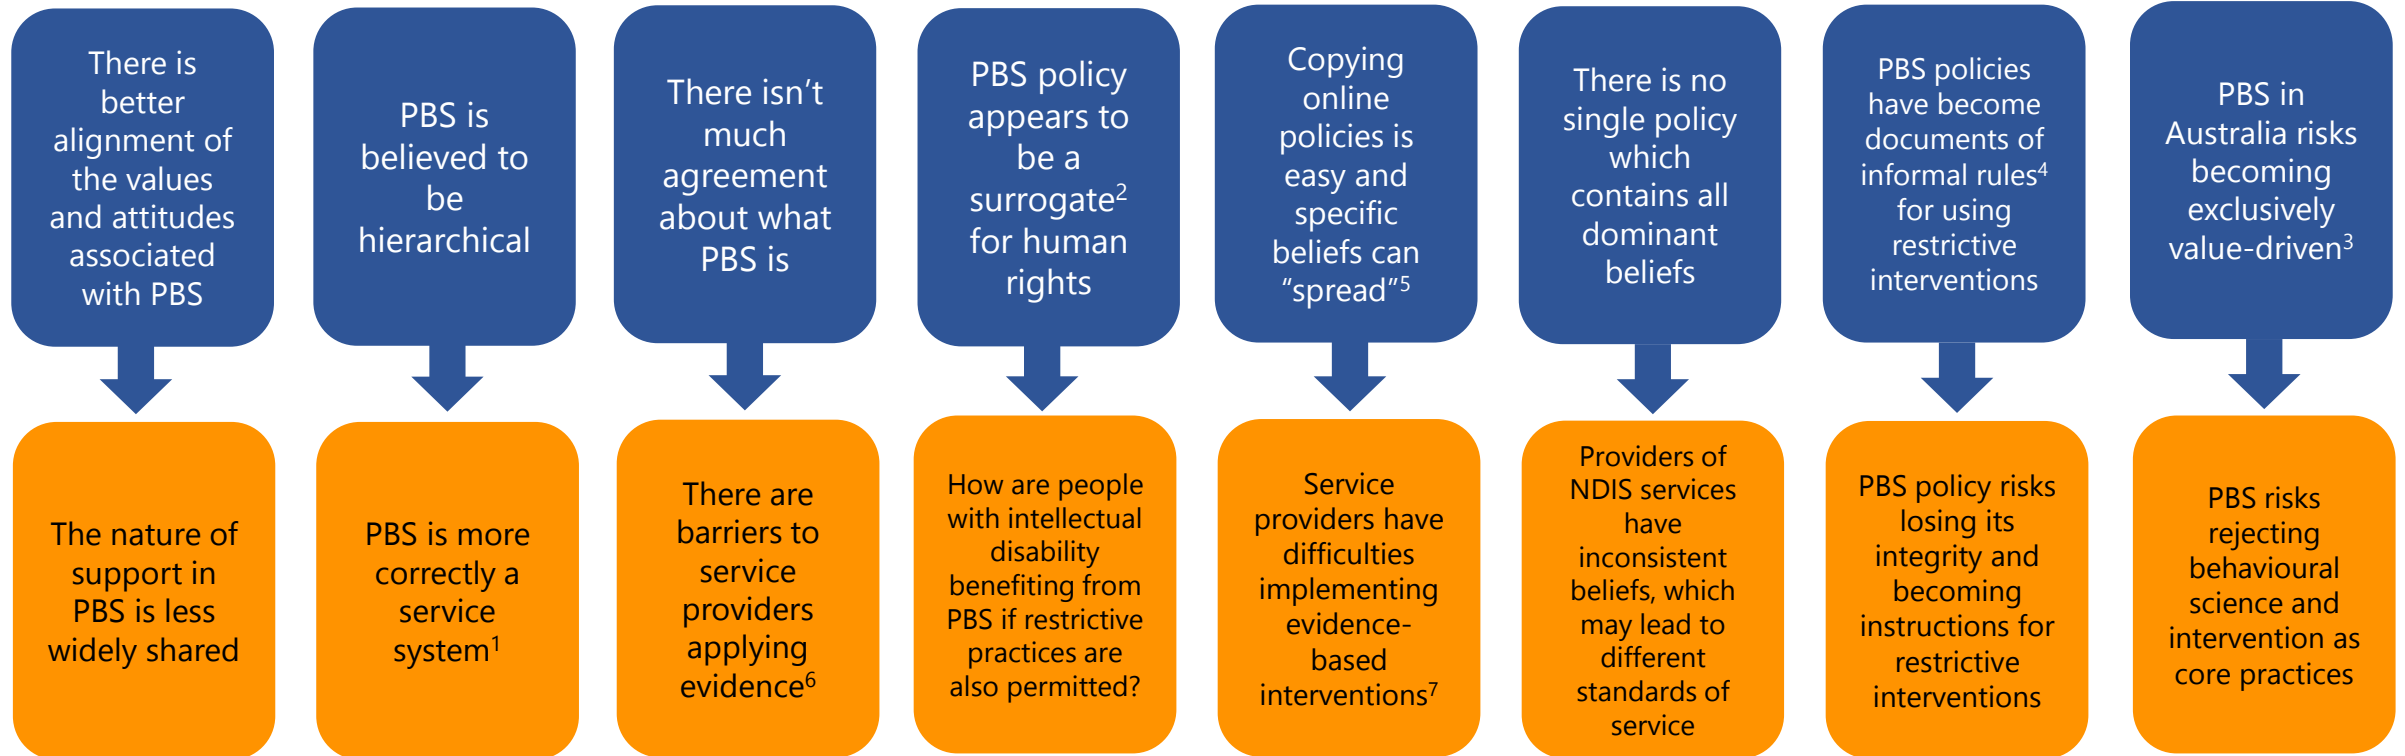 There is
better
alignment of
the values
and attitudes
associated
with PBS
PBS is
believed to
be
hierarchical
There isn't
much
agreement
about what
PBS is
PBS policy
appears to
be a
surrogate²
for human
rights
Copying
online
policies is
easy and
specific
beliefs can
"spread"⁵
There is no
single policy
which
contains all
dominant
beliefs
PBS policies
have become
documents of
informal rules⁴
for using
restrictive
interventions
PBS in
Australia risks
becoming
exclusively
value-driven³
The nature of
support in
PBS is less
widely shared
PBS is more
correctly a
service
system¹
There are
barriers to
service
providers
applying
evidence⁶
How are people
with intellectual
disability
benefiting from
PBS if restrictive
practices are
also permitted?
Service
providers have
difficulties
implementing
evidence-
based
interventions⁷
Providers of
NDIS services
have
inconsistent
beliefs, which
may lead to
different
standards of
service
PBS policy risks
losing its
integrity and
becoming
instructions for
restrictive
interventions
PBS risks
rejecting
behavioural
science and
intervention as
core practices